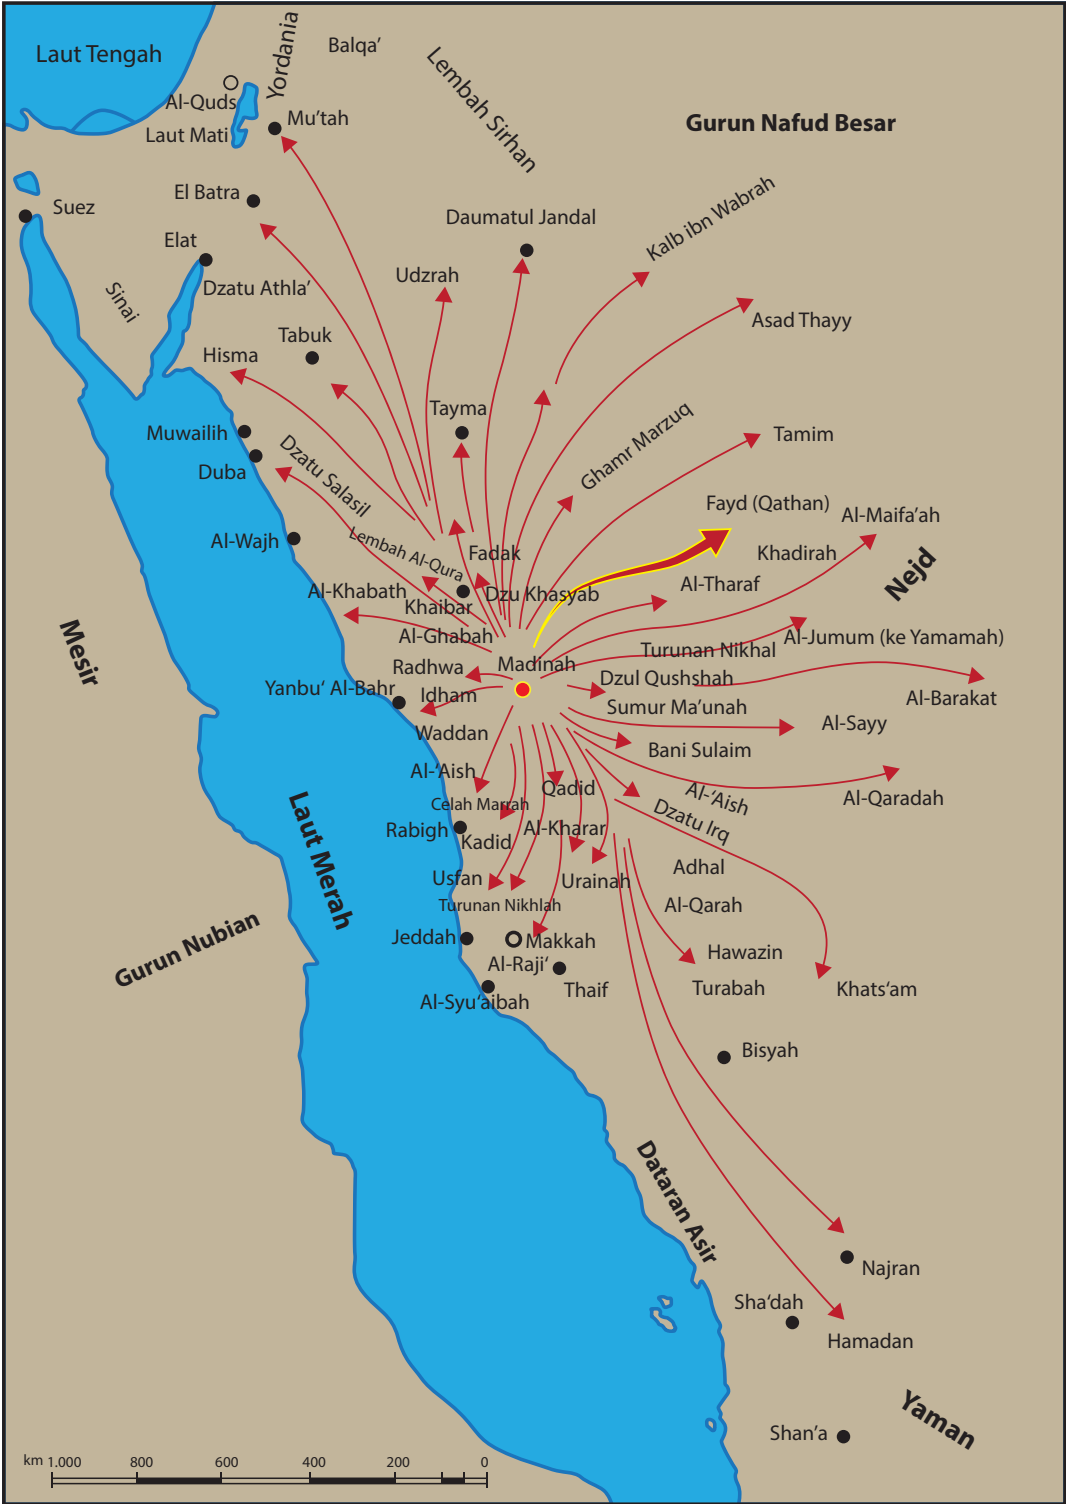 Laut Tengah
Yordania
Balqa’
Lembah Sirhan
Al-Quds
Laut Mati
Mu’tah
Gurun Nafud Besar
El Batra
Suez
Elat
Sinai
Dzatu Athla’
Daumatul Jandal
Kalb ibn Wabrah
Udzrah
Asad Thayy
Tabuk
Hisma
Tayma
Muwailih
Duba
Dzatu Salasil
Ghamr Marzuq
Tamim
Fayd (Qathan)
Al-Maifa’ah
Al-Wajh
Lembah Al-Qura
Fadak
Khadirah
Nejd
Al-Khabath
Khaibar
Dzu Khasyab
Al-Tharaf
Mesir
Al-Ghabah
Turunan Nikhal
Al-Jumum (ke Yamamah)
Radhwa
Madinah
Dzul Qushshah
Yanbu‘ Al-Bahr
Idham
Al-Barakat
Sumur Ma’unah
Waddan
Al-Sayy
Bani Sulaim
Al-‘Aish
Qadid
Al-‘Aish
Al-Qaradah
Celah Marrah
Dzatu Irq
Rabigh
Kadid
Al-Kharar
Laut Merah
Adhal
Usfan
Urainah
Turunan Nikhlah
Al-Qarah
Gurun Nubian
Jeddah
Makkah
Hawazin
Al-Raji‘
Thaif
Turabah
Khats‘am
Al-Syu‘aibah
Bisyah
Dataran Asir
Najran
Sha‘dah
Hamadan
Yaman
Shan’a
km 1.000 800 600 400 200 0